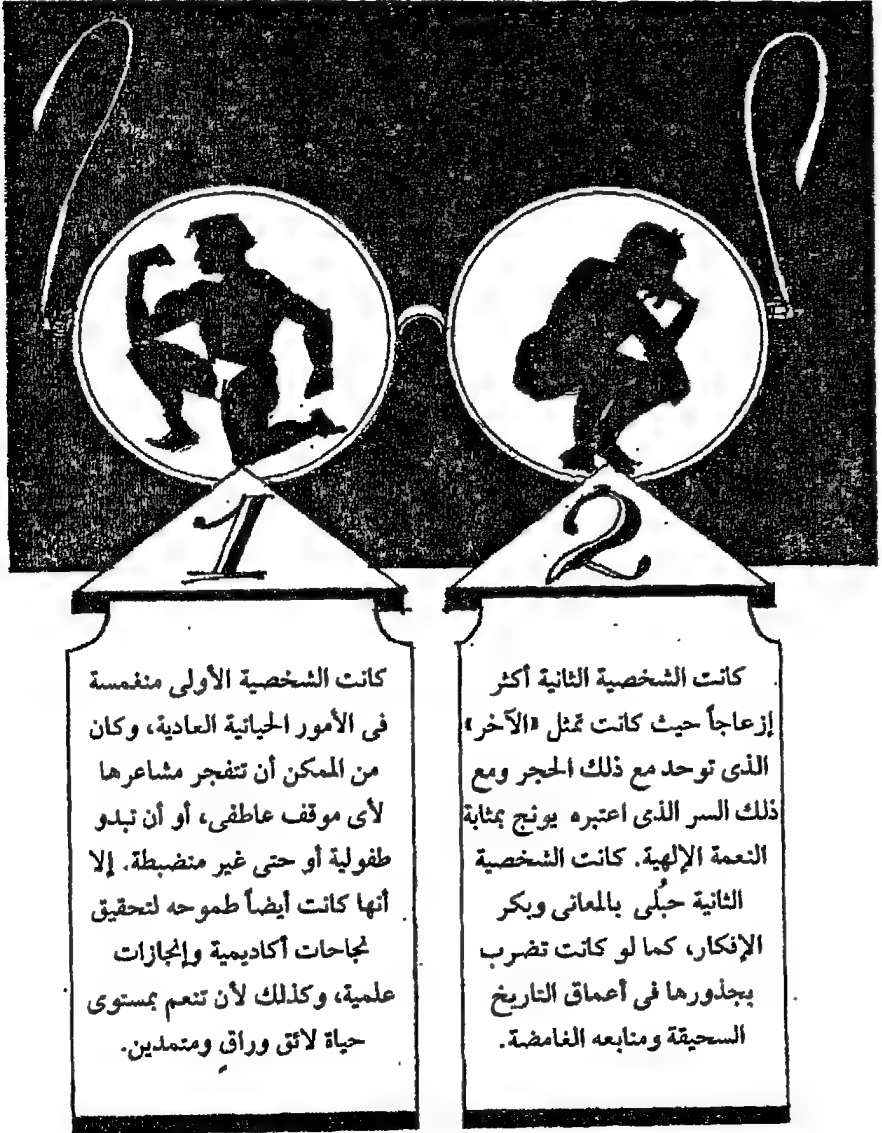 1
كانت الشخصية الأولى منغمسة
فى الأمور الحياتية العادية، وكان
من الممكن أن تتفجر مشاعرها
لأى موقف عاطفى، أو أن تبدو
طفولية أو حتى غير منضبطة. إلا
أنها كانت أيضاً طموحه لتحقيق
نجاحات أكاديمية وإنجازات
علمية، وكذلك لأن تنعم بمستوى
حياة لائق وراقٍ ومتمدين.
2
كانت الشخصية الثانية أكثر
إزعاجاً حيث كانت تمثل «الآخر»
الذى توحد مع ذلك الحجر ومع
ذلك السر الذى اعتبره يونج بمثابة
النعمة الإلهية. كانت الشخصية
الثانية حبُلى بالمعانى وبكر
الإفكار، كما لو كانت تضرب
بجذورها فى أعماق التاريخ
السحيقة ومنابعه الغامضة.